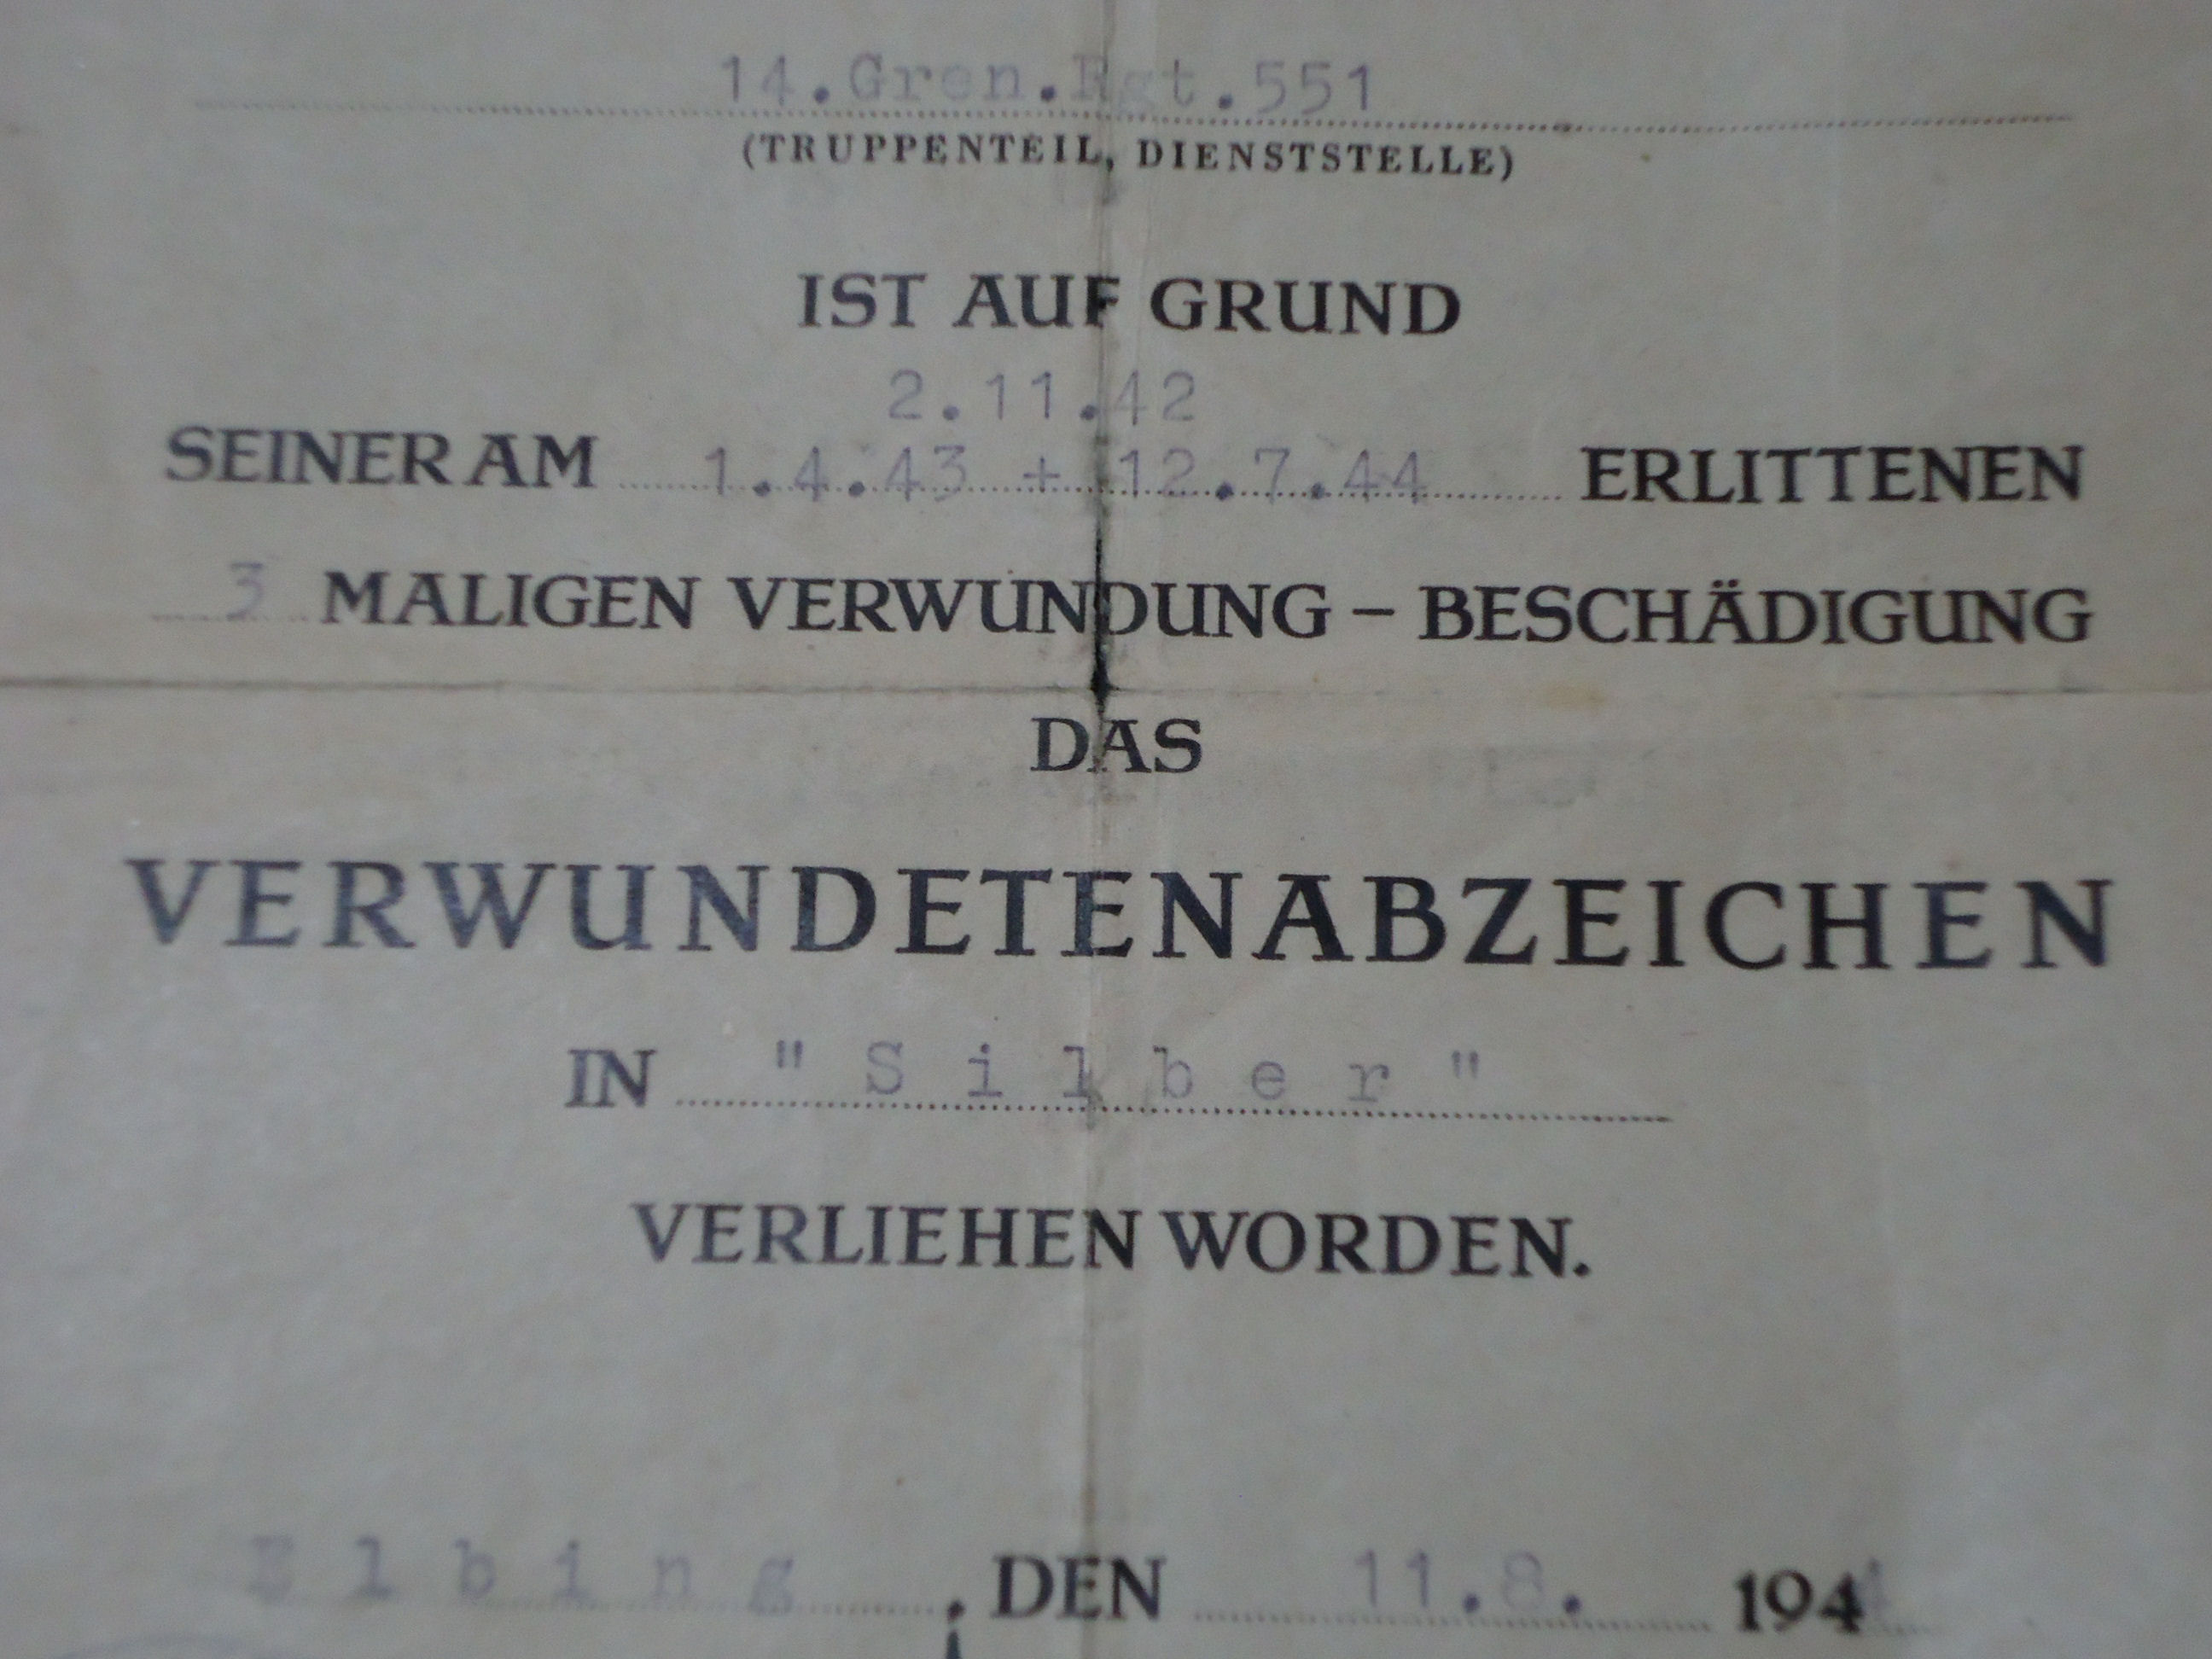 14.Gren.Rgt.551
(TRUPPENTEIL, DIENSTSTELLE)
IST AUF GRUND
2.11.42
SEINER AM 1.4.43 + 12.7.44 ERLITTENEN
3 MALIGEN VERWUNDUNG – BESCHÄDIGUNG
DAS
VERWUNDETENABZEICHEN
IN "Silber"
VERLIEHEN WORDEN.
Elbing, DEN 11.8. 1944